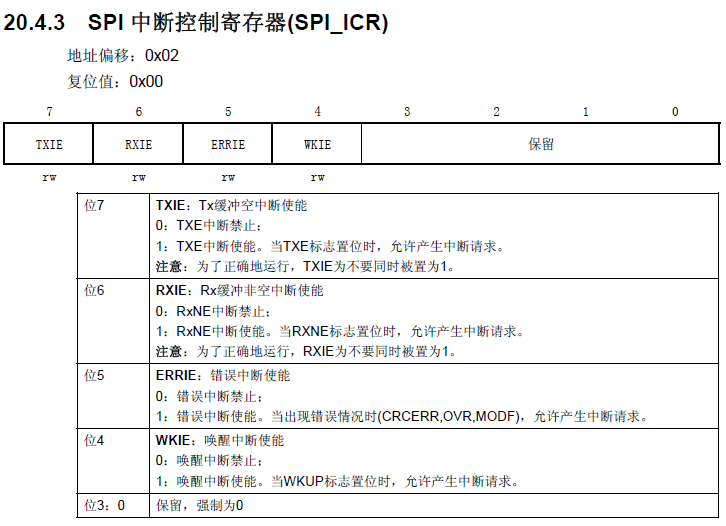 20.4.3 SPI 中断控制寄存器(SPI_ICR)
地址偏移：0x02
复位值：0x00
7 6 5 4 3 2 1 0
TXIE RXIE ERRIE WKIE 保留
rw rw rw rw
位7 TXIE：Tx缓冲空中断使能
0：TXE中断禁止；
1：TXE中断使能。当TXE标志置位时，允许产生中断请求。
注意：为了正确地运行，TXIE为不要同时被置为1。
位6 RXIE：Rx缓冲非空中断使能
0：RxNE中断禁止；
1：RxNE中断使能。当RXNE标志置位时，允许产生中断请求。
注意：为了正确地运行，RXIE为不要同时被置为1。
位5 ERRIE：错误中断使能
0：错误中断禁止；
1：错误中断使能。当出现错误情况时(CRCERR,OVR,MODF)，允许产生中断请求。
位4 WKIE：唤醒中断使能
0：唤醒中断禁止；
1：唤醒中断使能。当WKUP标志置位时，允许产生中断请求。
位3：0 保留，强制为0